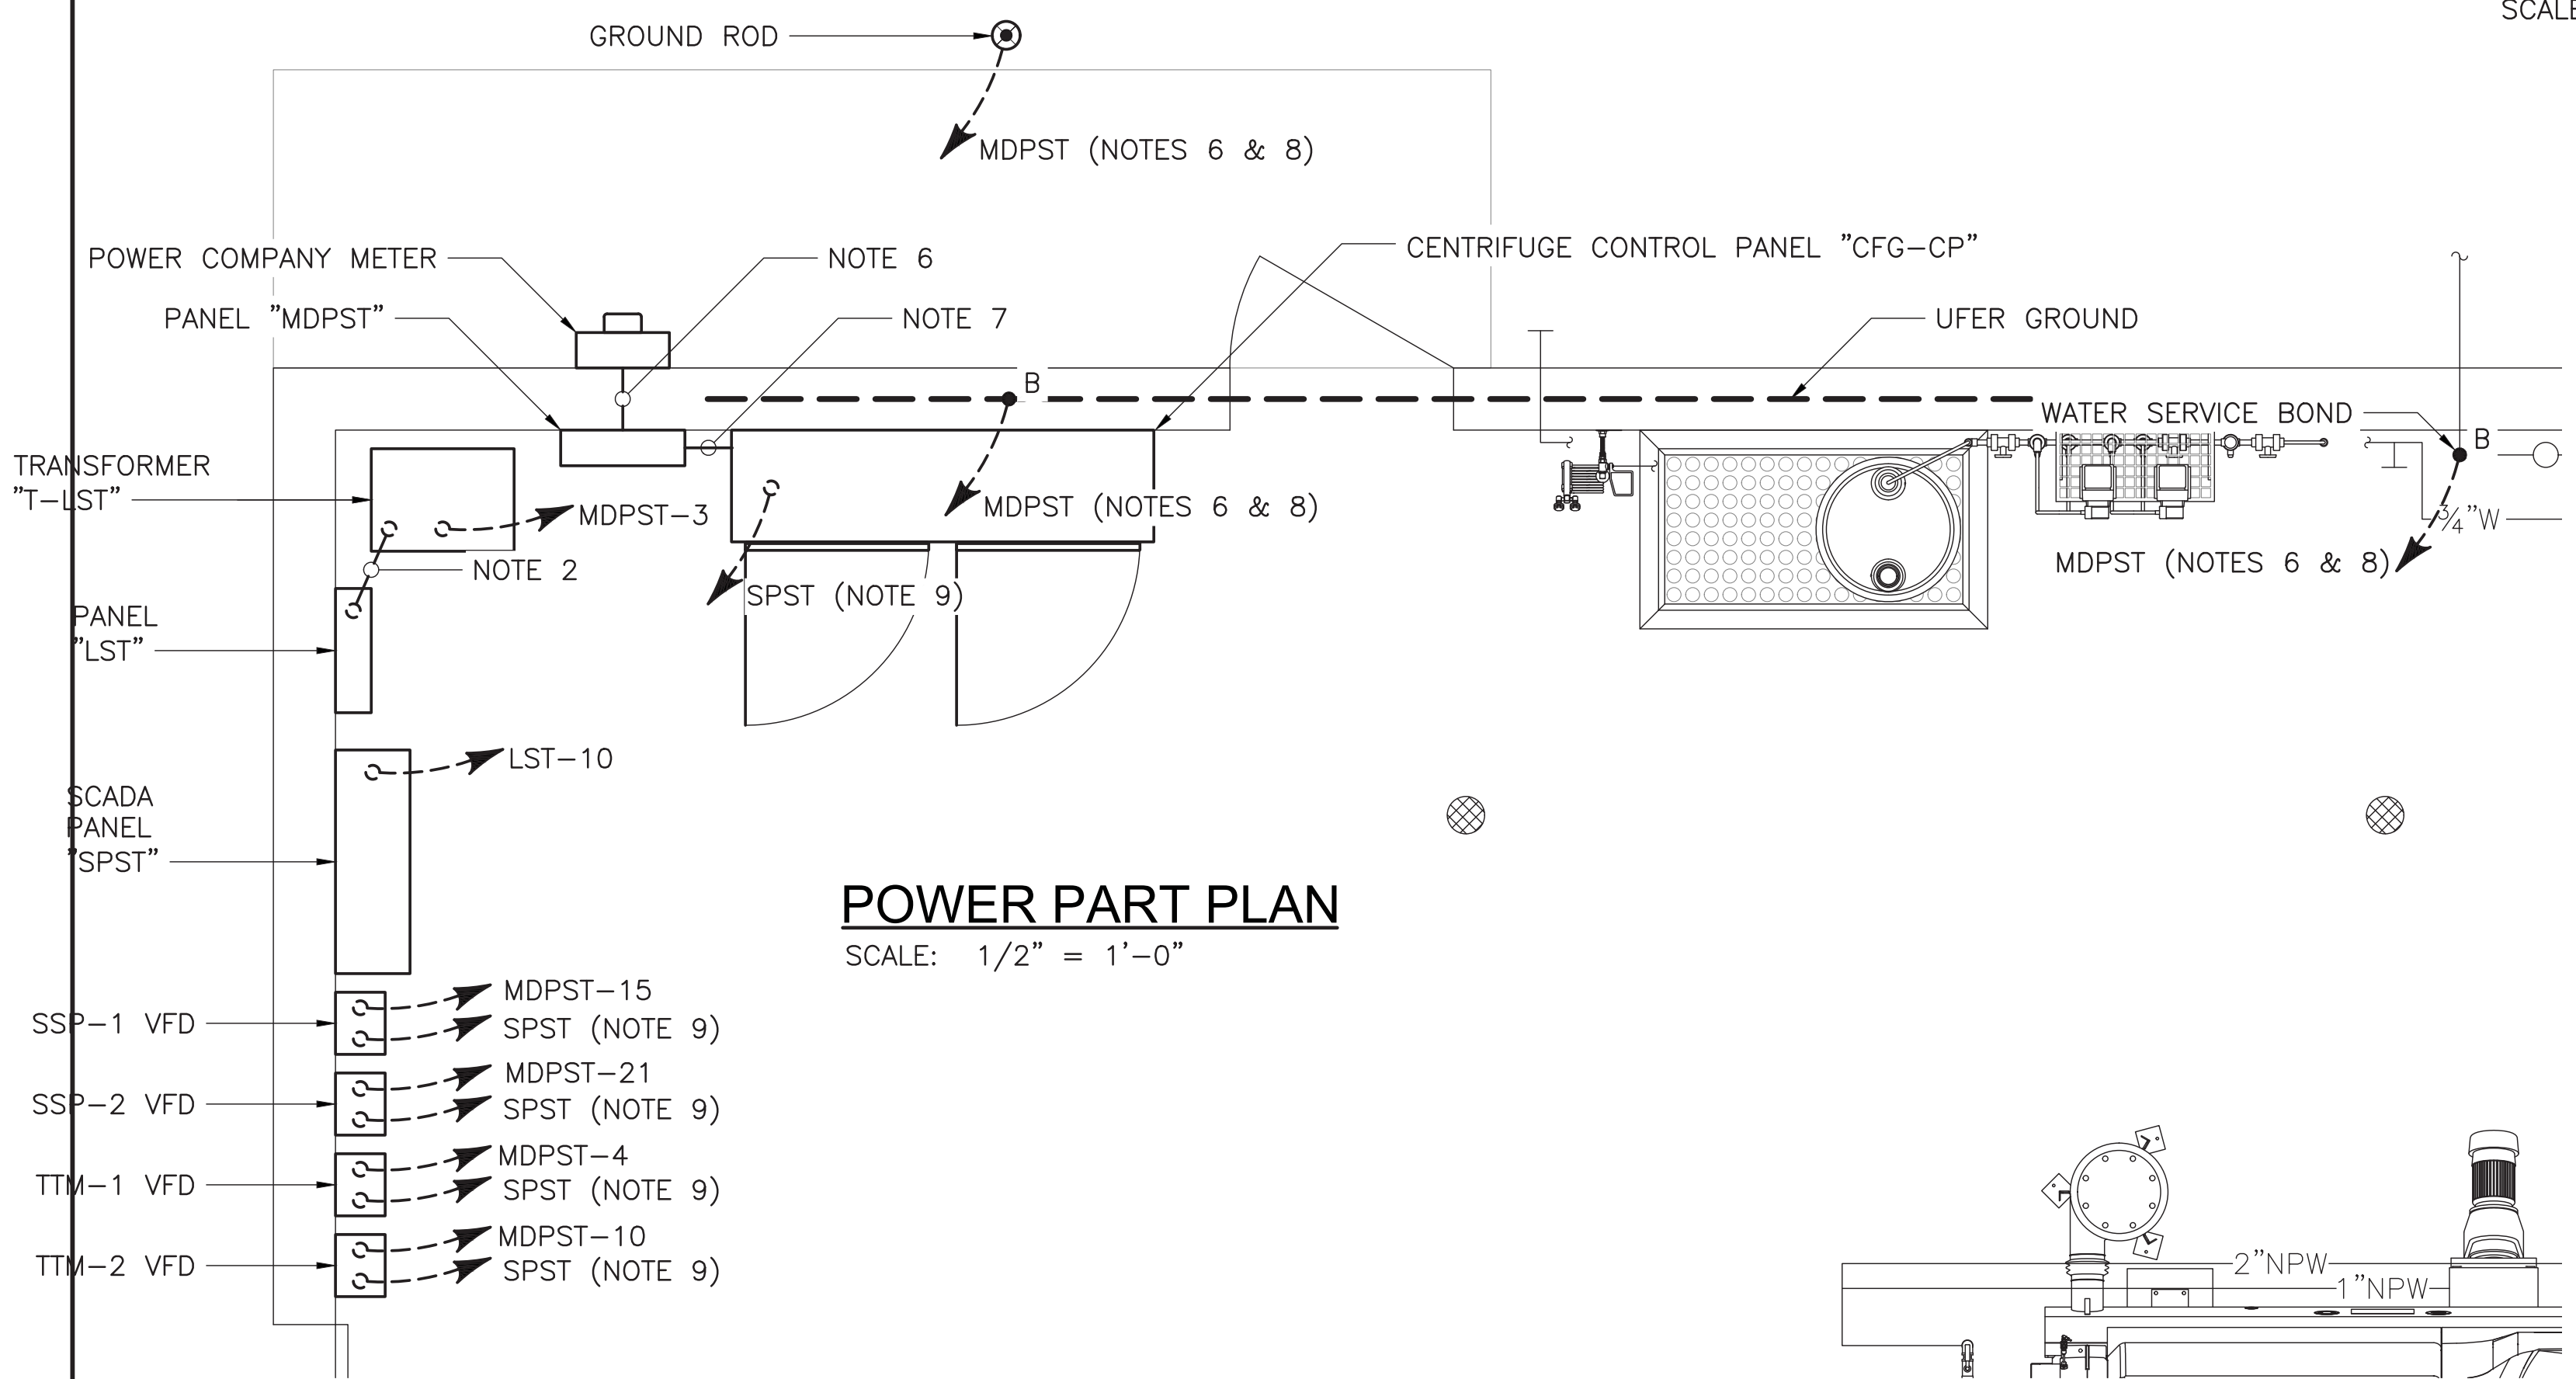 SCALE
GROUND ROD
MDPST (NOTES 6 & 8)
POWER COMPANY METER
NOTE 6
CENTRIFUGE CONTROL PANEL "CFG-CP"
PANEL "MDPST"
NOTE 7
UFER GROUND
B
WATER SERVICE BOND
B
TRANSFORMER
"T-LST"
MDPST-3
MDPST (NOTES 6 & 8)
3/4"W
NOTE 2
SPST (NOTE 9)
MDPST (NOTES 6 & 8)
PANEL
"LST"
LST-10
SCADA
PANEL
"SPST"
POWER PART PLAN
SCALE: 1/2" = 1'-0"
MDPST-15
SSP-1 VFD
SPST (NOTE 9)
MDPST-21
SSP-2 VFD
SPST (NOTE 9)
MDPST-4
TTM-1 VFD
SPST (NOTE 9)
MDPST-10
TTM-2 VFD
SPST (NOTE 9)
2"NPW
1"NPW